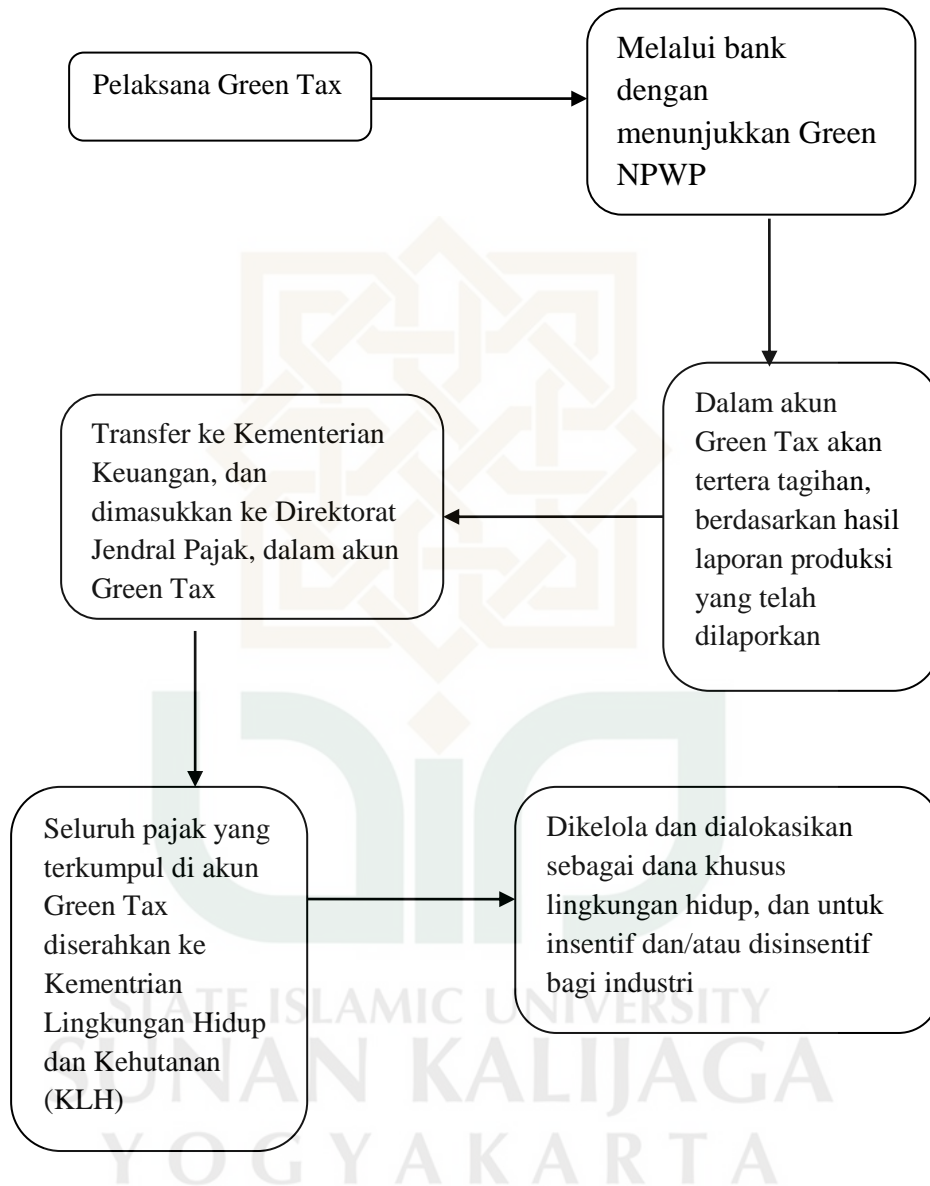 Pelaksana Green Tax
Melalui bank
dengan
menunjukkan Green
NPWP
Dalam akun
Green Tax akan
tertera tagihan,
berdasarkan hasil
laporan produksi
yang telah
dilaporkan
Transfer ke Kementerian
Keuangan, dan
dimasukkan ke Direktorat
Jendral Pajak, dalam akun
Green Tax
Seluruh pajak yang
terkumpul di akun
Green Tax
diserahkan ke
Kementrian
Lingkungan Hidup
dan Kehutanan
(KLH)
Dikelola dan dialokasikan
sebagai dana khusus
lingkungan hidup, dan untuk
insentif dan/atau disinsentif
bagi industri
STATE ISLAMIC UNIVERSITY
SUNAN KALIJAGA
YOGYAKARTA